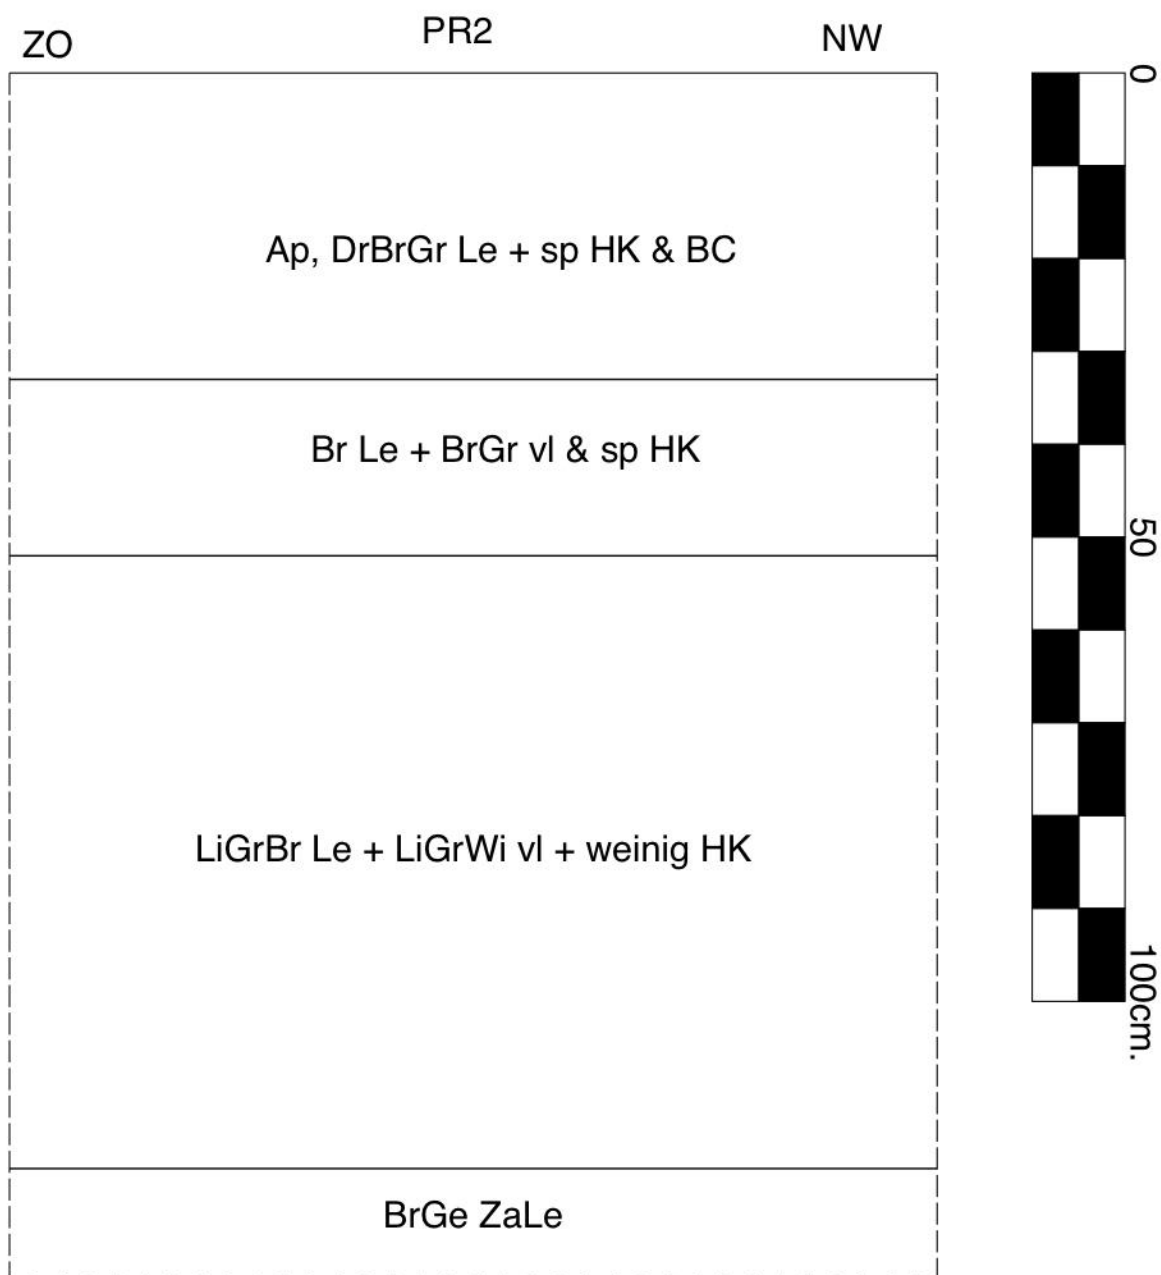 ZO
PR2
NW
0
Ap, DrBrGr Le + sp HK & BC
Br Le + BrGr vl & sp HK
50
LiGrBr Le + LiGrWi vl + weinig HK
100cm.
BrGe ZaLe